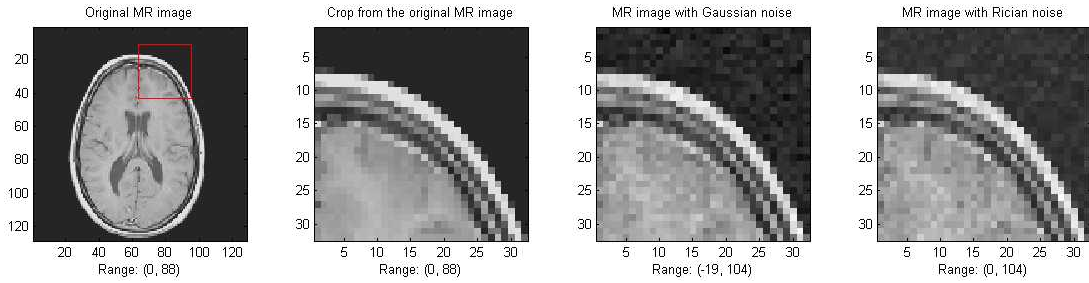 Original MR image
20
40
60
80
100
120
20 40 60 80 100 120
Range: (0, 88)
Crop from the original MR image
5
10
15
20
25
30
5 10 15 20 25 30
Range: (0, 88)
MR image with Gaussian noise
5
10
15
20
25
30
5 10 15 20 25 30
Range: (-19, 104)
MR image with Rician noise
5
10
15
20
25
30
5 10 15 20 25 30
Range: (0, 104)